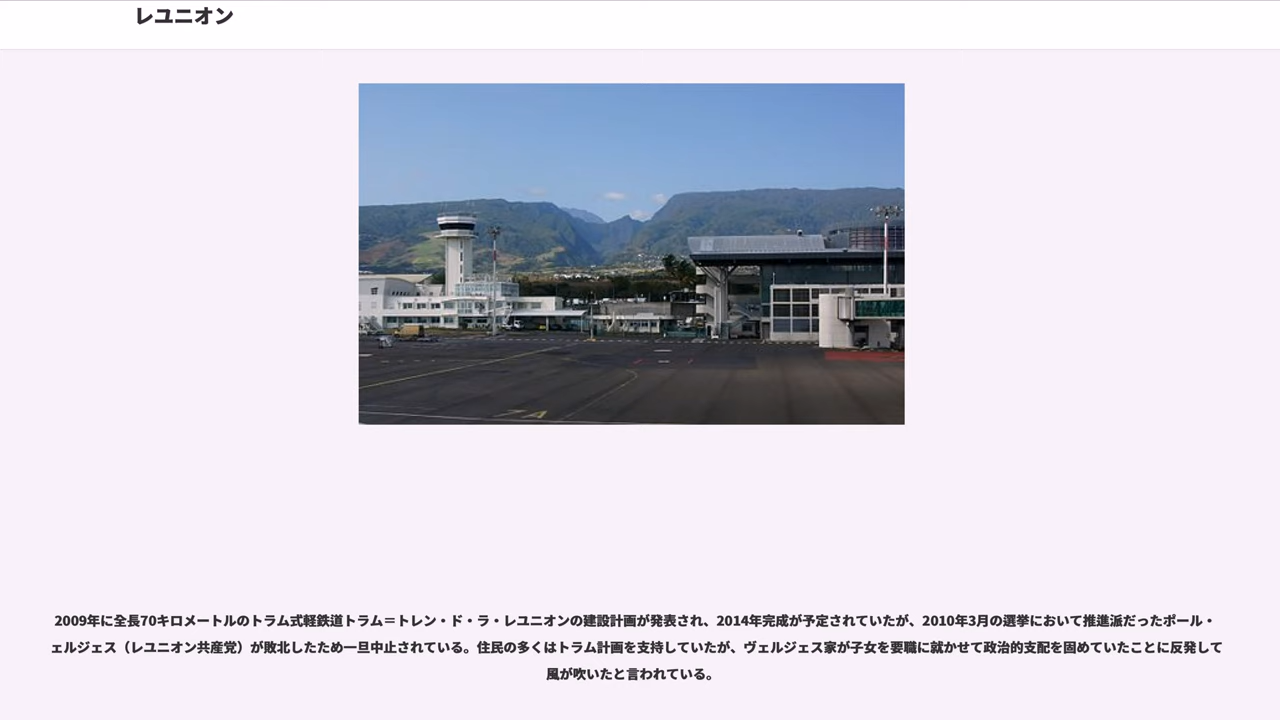 レユニオン
2009年に全長70キロメートルのトラム式軽鉄道トラム＝トレン・ド・ラ・レユニオンの建設計画が発表され、2014年完成が予定されていたが、2010年3月の選挙において推進派だったポール・
ェルジェス（レユニオン共産党）が敗北したため一旦中止されている。住民の多くはトラム計画を支持していたが、ヴェルジェス家が子女を要職に就かせて政治的支配を固めていたことに反発して
風が吹いたと言われている。